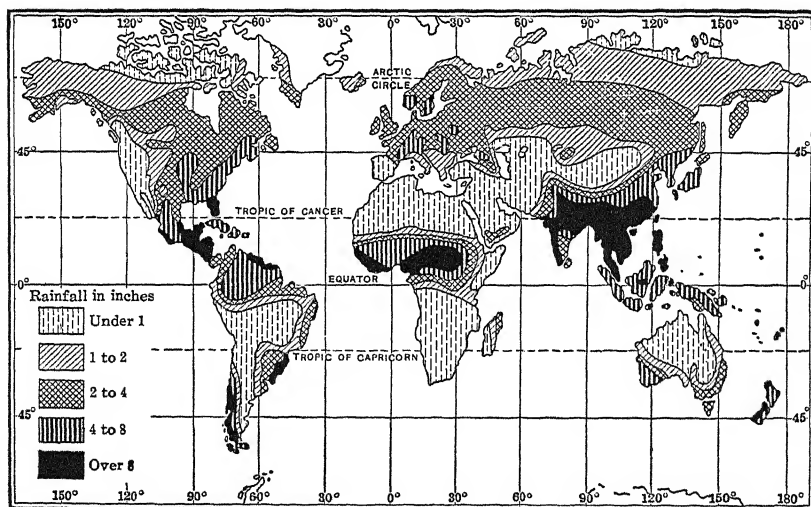 150° 120° 90° 60° 30° 0° 30° 60° 90° 120° 150° 180°
ARCTIC
CIRCLE
45° 45°
TROPIC OF CANCER
0° EQUATOR 0°
Rainfall in inches
Under 1
1 to 2
TROPIC OF CAPRICORN
2 to 4
45° 45°
4 to 8
Over 8
150° 120° 90° 60° 30° 0° 30° 60° 90° 120° 150° 180°